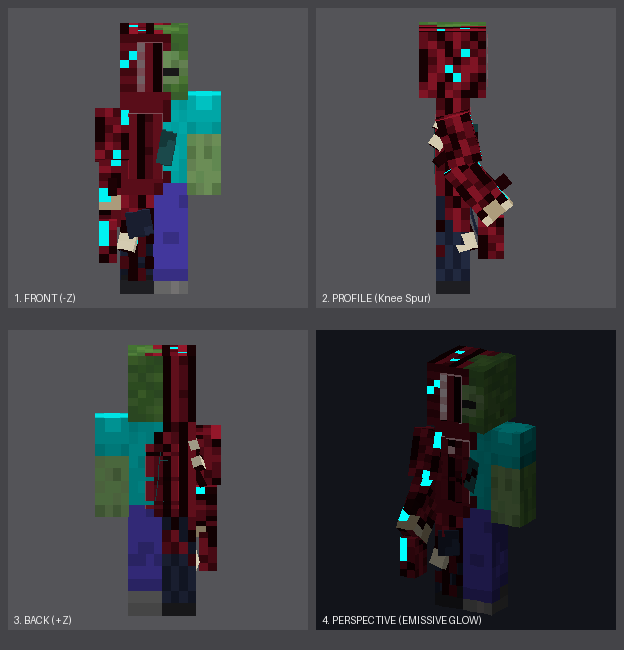 1. FRONT (-Z)
2. PROFILE (Knee Spur)
3. BACK (+Z)
4. PERSPECTIVE (EMISSIVE GLOW)